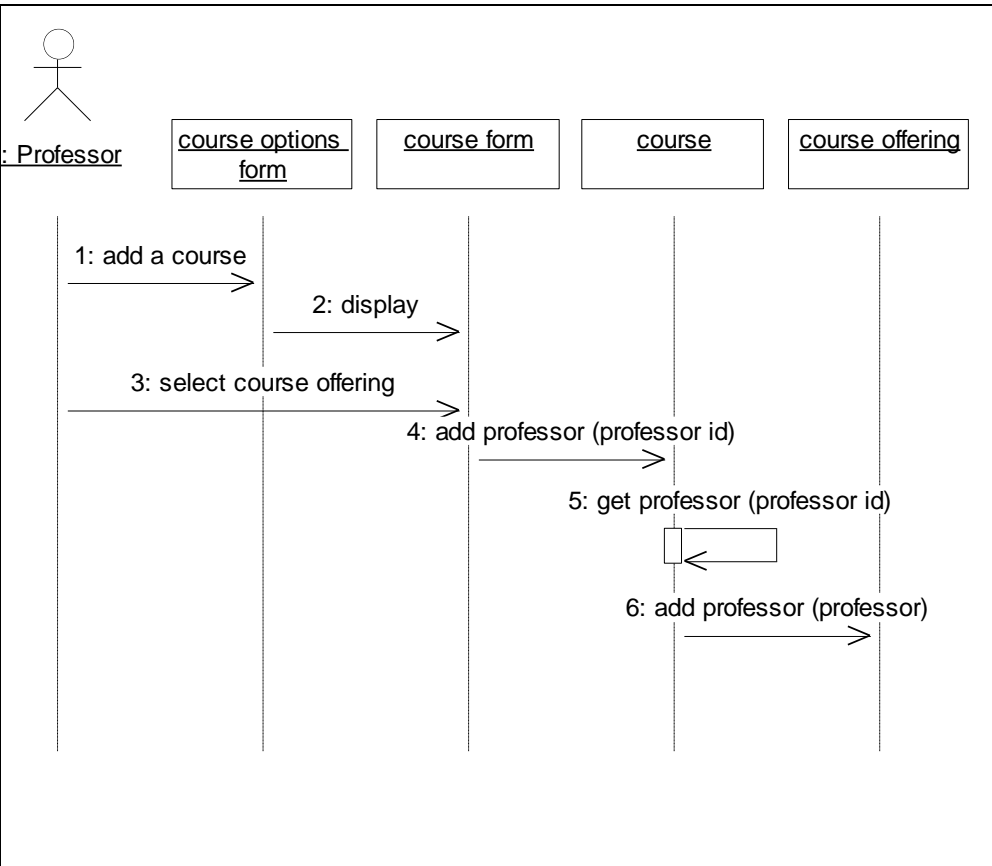 : Professor
course options
form
course form
course
course offering
1: add a course
2: display
3: select course offering
4: add professor (professor id)
5: get professor (professor id)
6: add professor (professor)